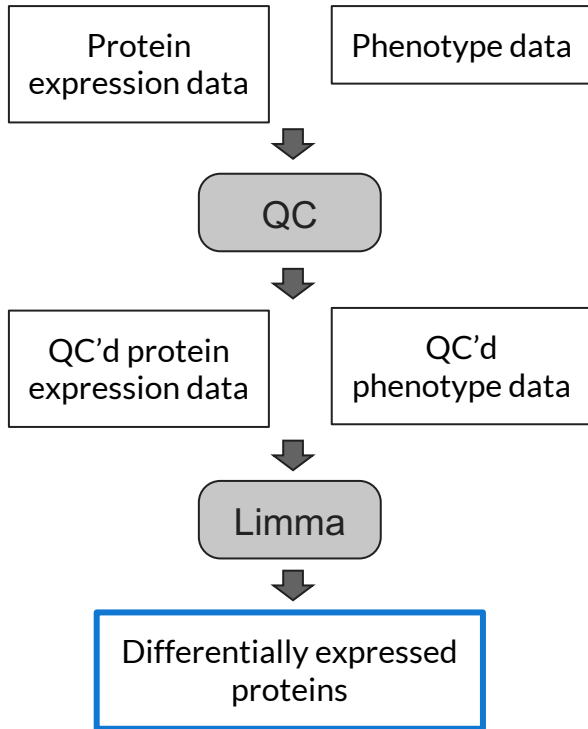 Protein
expression data
Phenotype data
QC
QC’d protein
expression data
QC’d
phenotype data
Limma
Differentially expressed
proteins